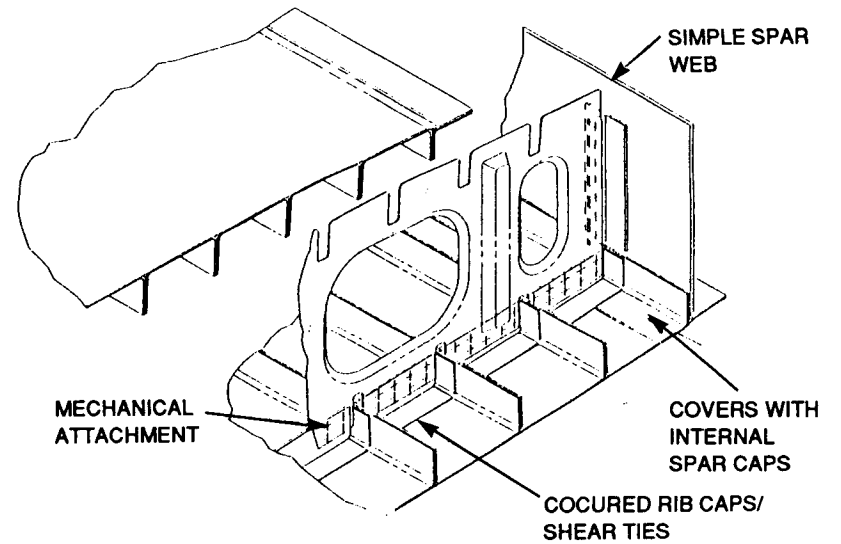 SIMPLE SPAR
WEB
MECHANICAL
ATTACHMENT
COVERS WITH
INTERNAL
SPAR CAPS
COCURED RIB CAPS/
SHEAR TIES